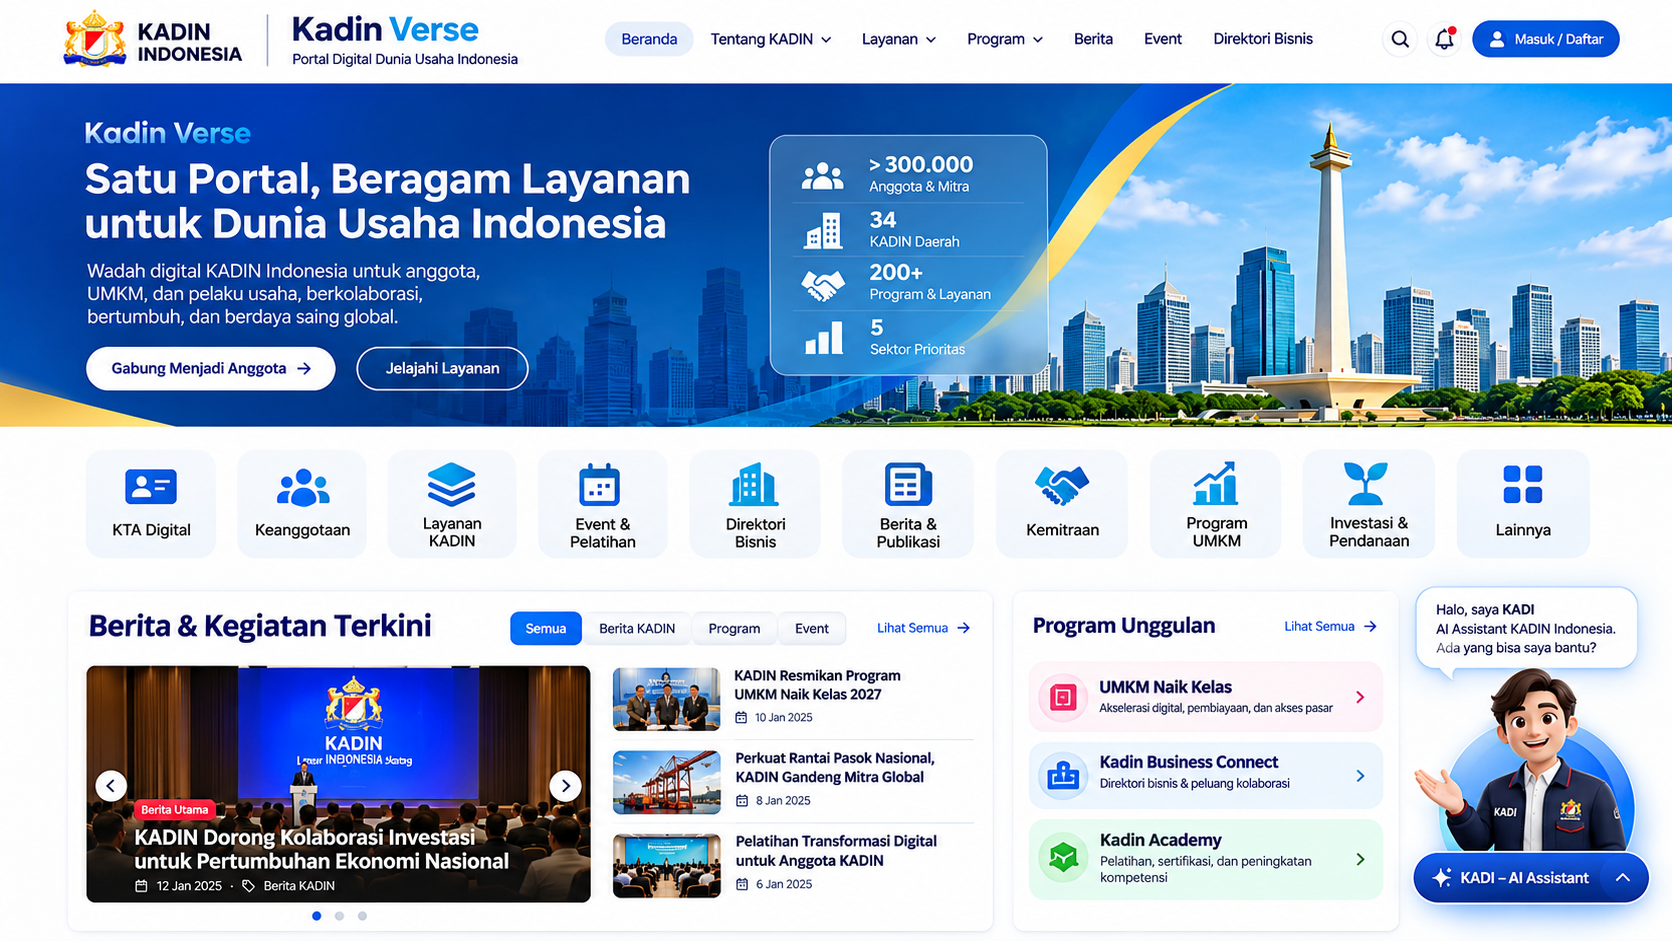 KADIN
INDONESIA
Kadin Verse
Portal Digital Dunia Usaha Indonesia
Beranda
Tentang KADIN
Layanan
Program
Berita
Event
Direktori Bisnis
Masuk / Daftar
Kadin Verse
Satu Portal, Beragam Layanan
untuk Dunia Usaha Indonesia
Wadah digital KADIN Indonesia untuk anggota,
UMKM, dan pelaku usaha, berkolaborasi,
bertumbuh, dan berdaya saing global.
Gabung Menjadi Anggota
Jelajahi Layanan
> 300.000
Anggota & Mitra
34
KADIN Daerah
200+
Program & Layanan
5
Sektor Prioritas
KTA Digital
Keanggotaan
Layanan
KADIN
Event &
Pelatihan
Direktori
Bisnis
Berita &
Publikasi
Kemitraan
Program
UMKM
Investasi &
Pendanaan
Lainnya
Berita & Kegiatan Terkini
Semua
Berita KADIN
Program
Event
Lihat Semua
KADIN
INDONESIA
Berita Utama
KADIN Dorong Kolaborasi Investasi
untuk Pertumbuhan Ekonomi Nasional
12 Jan 2025 · Berita KADIN
KADIN Resmikan Program
UMKM Naik Kelas 2027
10 Jan 2025
Perkuat Rantai Pasok Nasional,
KADIN Gandeng Mitra Global
8 Jan 2025
Pelatihan Transformasi Digital
untuk Anggota KADIN
6 Jan 2025
Program Unggulan
Lihat Semua
UMKM Naik Kelas
Akselerasi digital, pembiayaan, dan akses pasar
Kadin Business Connect
Direktori bisnis & peluang kolaborasi
Kadin Academy
Pelatihan, sertifikasi, dan peningkatan
kompetensi
Halo, saya KADI
AI Assistant KADIN Indonesia.
Ada yang bisa saya bantu?
KADI
KADI – AI Assistant